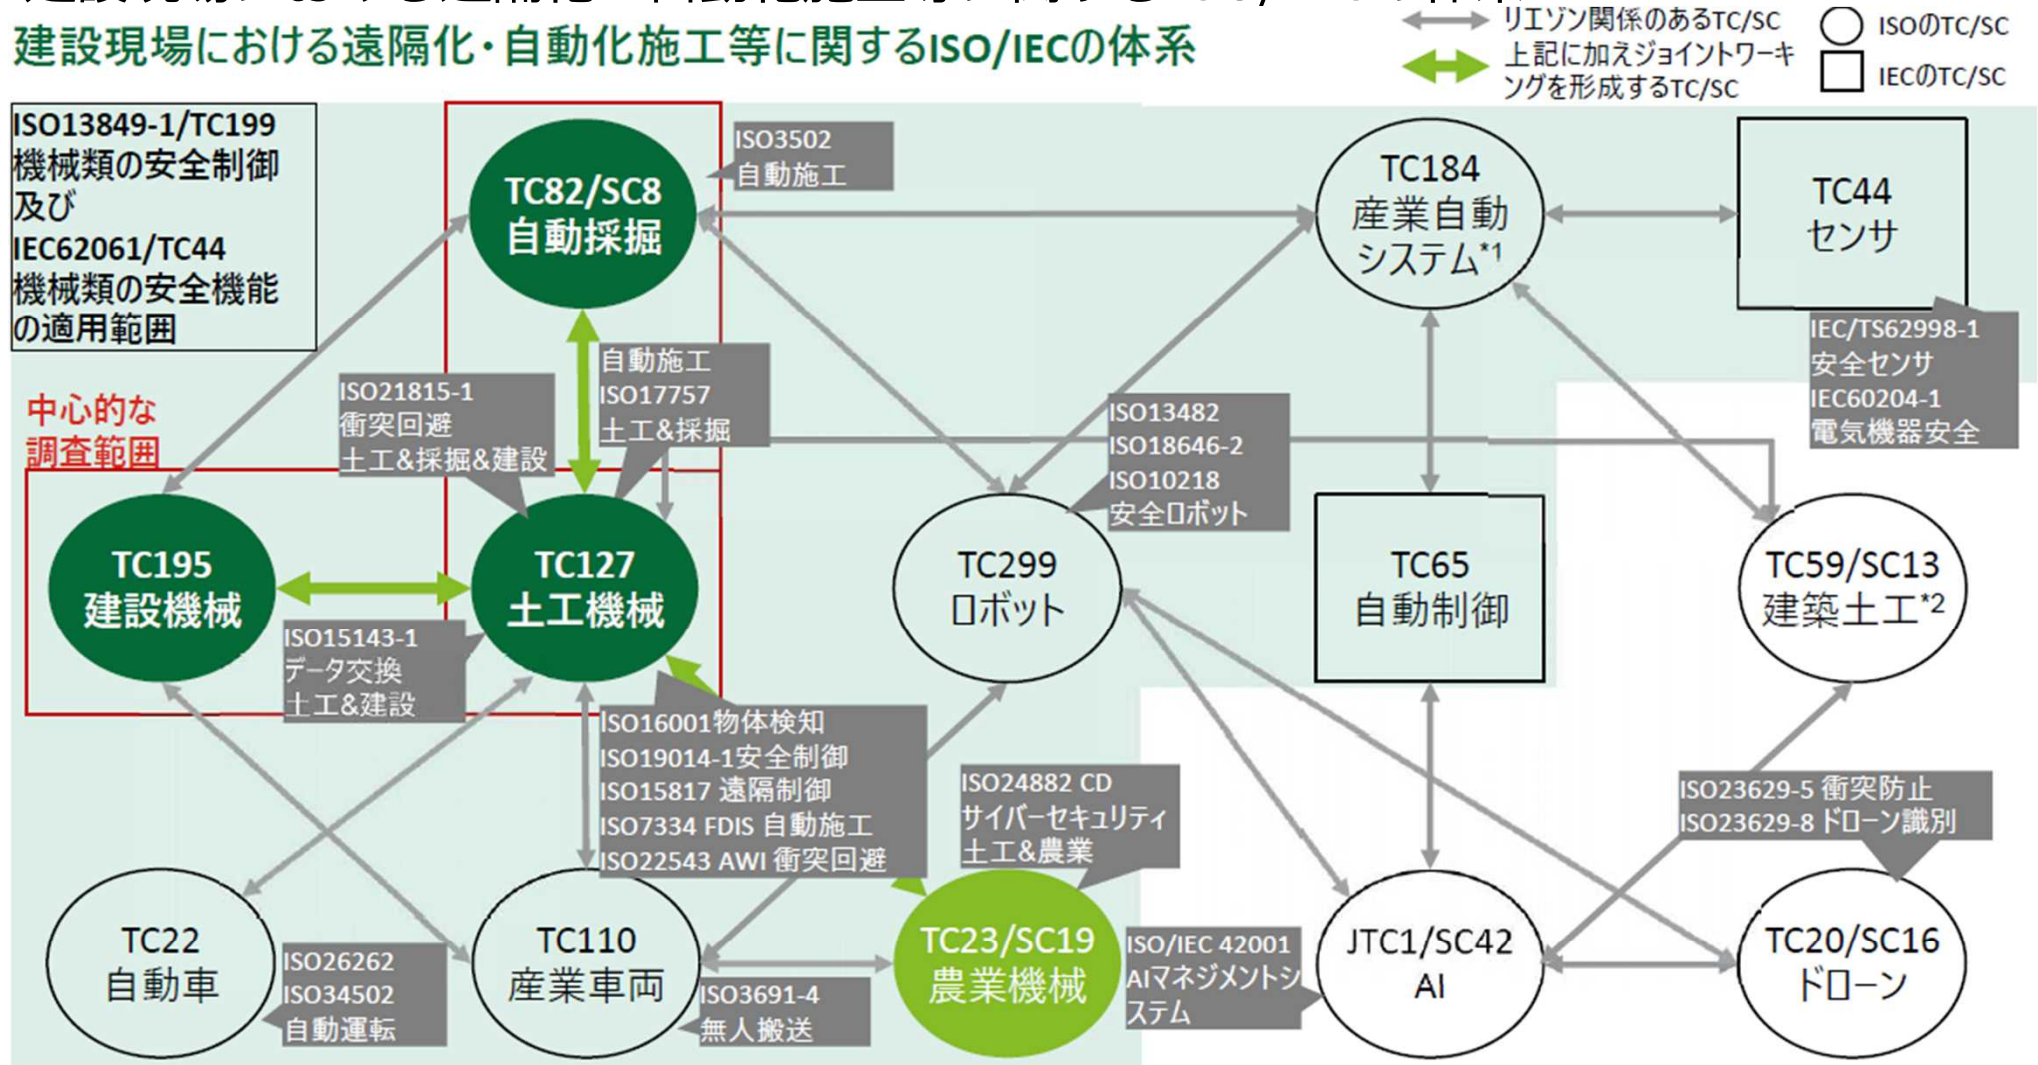 建設現場における遠隔化・自動化施工等に関するISO/IECの体系
リエゾン関係のあるTC/SC
上記に加えジョイントワーキ
ングを形成するTC/SC
ISOのTC/SC
IECのTC/SC
ISO13849-1/TC199
機械類の安全制御
及び
IEC62061/TC44
機械類の安全機能
の適用範囲
TC82/SC8
自動採掘
ISO3502
自動施工
TC184
産業自動
システム*1
TC44
センサ
IEC/TS62998-1
安全センサ
IEC60204-1
電気機器安全
中心的な
調査範囲
ISO21815-1
衝突回避
土工&採掘&建設
自動施工
ISO17757
土工&採掘
ISO13482
ISO18646-2
ISO10218
安全ロボット
TC195
建設機械
TC127
土工機械
TC299
ロボット
TC65
自動制御
TC59/SC13
建築土工*2
ISO15143-1
データ交換
土工&建設
ISO16001物体検知
ISO19014-1安全制御
ISO15817 遠隔制御
ISO7334 FDIS 自動施工
ISO22543 AWI 衝突回避
ISO24882 CD
サイバーセキュリティ
土工&農業
ISO23629-5 衝突防止
ISO23629-8 ドローン識別
TC22
自動車
ISO26262
ISO34502
自動運転
TC110
産業車両
ISO3691-4
無人搬送
TC23/SC19
農業機械
ISO/IEC 42001
AIマネジメントシ
ステム
JTC1/SC42
AI
TC20/SC16
ドローン